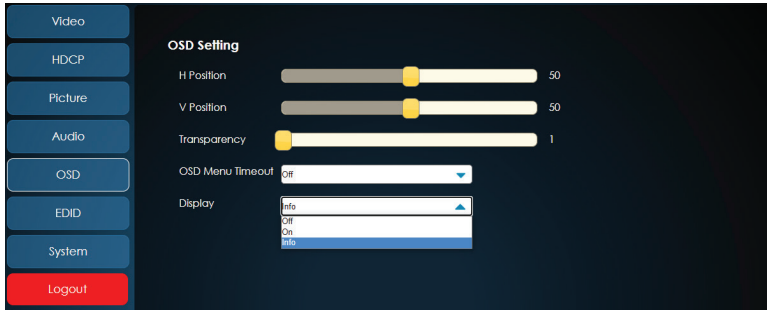 Video
HDCP
Picture
Audio
OSD
EDID
System
Logout
OSD Setting
H Position 50
V Position 50
Transparency 1
OSD Menu Timeout Off
Display Info
Off
On
Info